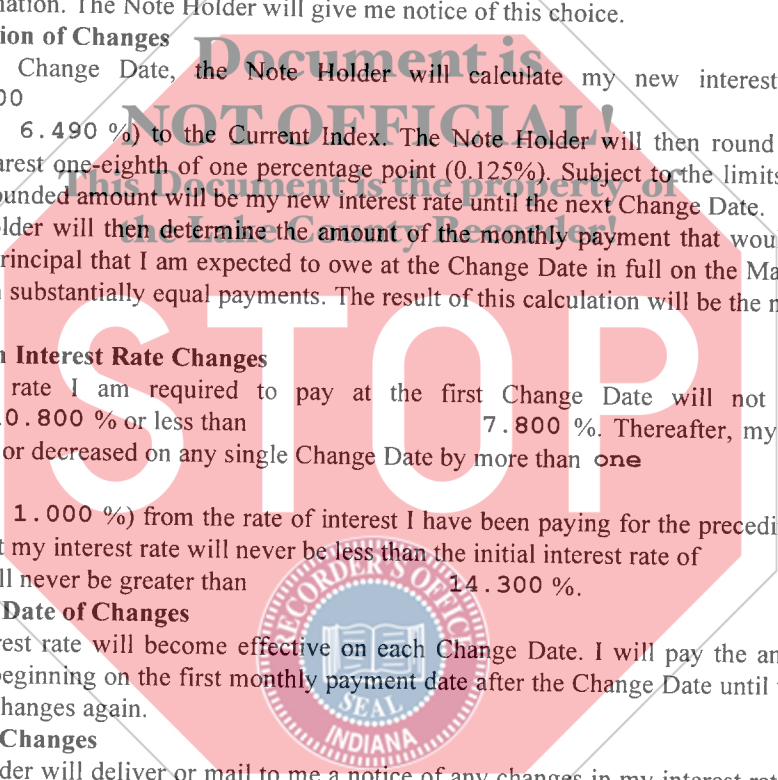 nation. The Note Holder will give me notice of this choice.
ion of Changes
Document is
Change Date, the Note Holder will calculate my new interest
00
NOT OFFICIAL!
6.490 %) to the Current Index. The Note Holder will then round
arest one-eighth of one percentage point (0.125%). Subject to the limits
This Document is the property of
ounded amount will be my new interest rate until the next Change Date.
the Lake County Recorder!
lder will then determine the amount of the monthly payment that wou
rincipal that I am expected to owe at the Change Date in full on the Ma
substantially equal payments. The result of this calculation will be the n
STOP
Interest Rate Changes
rate I am required to pay at the first Change Date will not
0.800 % or less than 7.800 %. Thereafter, my
or decreased on any single Change Date by more than one
1.000 %) from the rate of interest I have been paying for the precedi
t my interest rate will never be less than the initial interest rate of
ll never be greater than 14.300 %.
Date of Changes
rest rate will become effective on each Change Date. I will pay the am
beginning on the first monthly payment date after the Change Date until
hanges again.
RECORDER'S OFFICE
SEAL
INDIANA
Changes
der will deliver or mail to me a notice of any changes in my interest rat